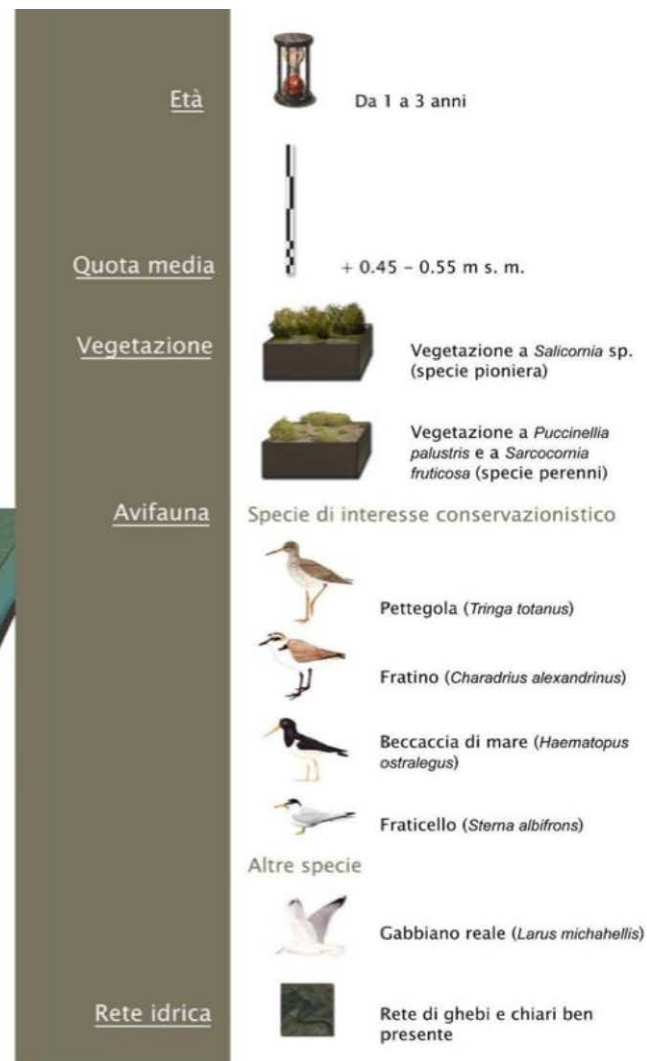 Età
Da 1 a 3 anni
Quota media
+ 0.45 – 0.55 m s. m.
Vegetazione
Vegetazione a Salicornia sp.
(specie pioniera)
Vegetazione a Puccinellia
palustris e a Sarcocornia
fruticosa (specie perenni)
Avifauna
Specie di interesse conservazionistico
Pettegola (Tringa totanus)
Fratino (Charadrius alexandrinus)
Beccaccia di mare (Haematopus
ostralegus)
Fraticello (Sterna albifrons)
Altre specie
Gabbiano reale (Larus michahellis)
Rete idrica
Rete di ghebi e chiari ben
presente